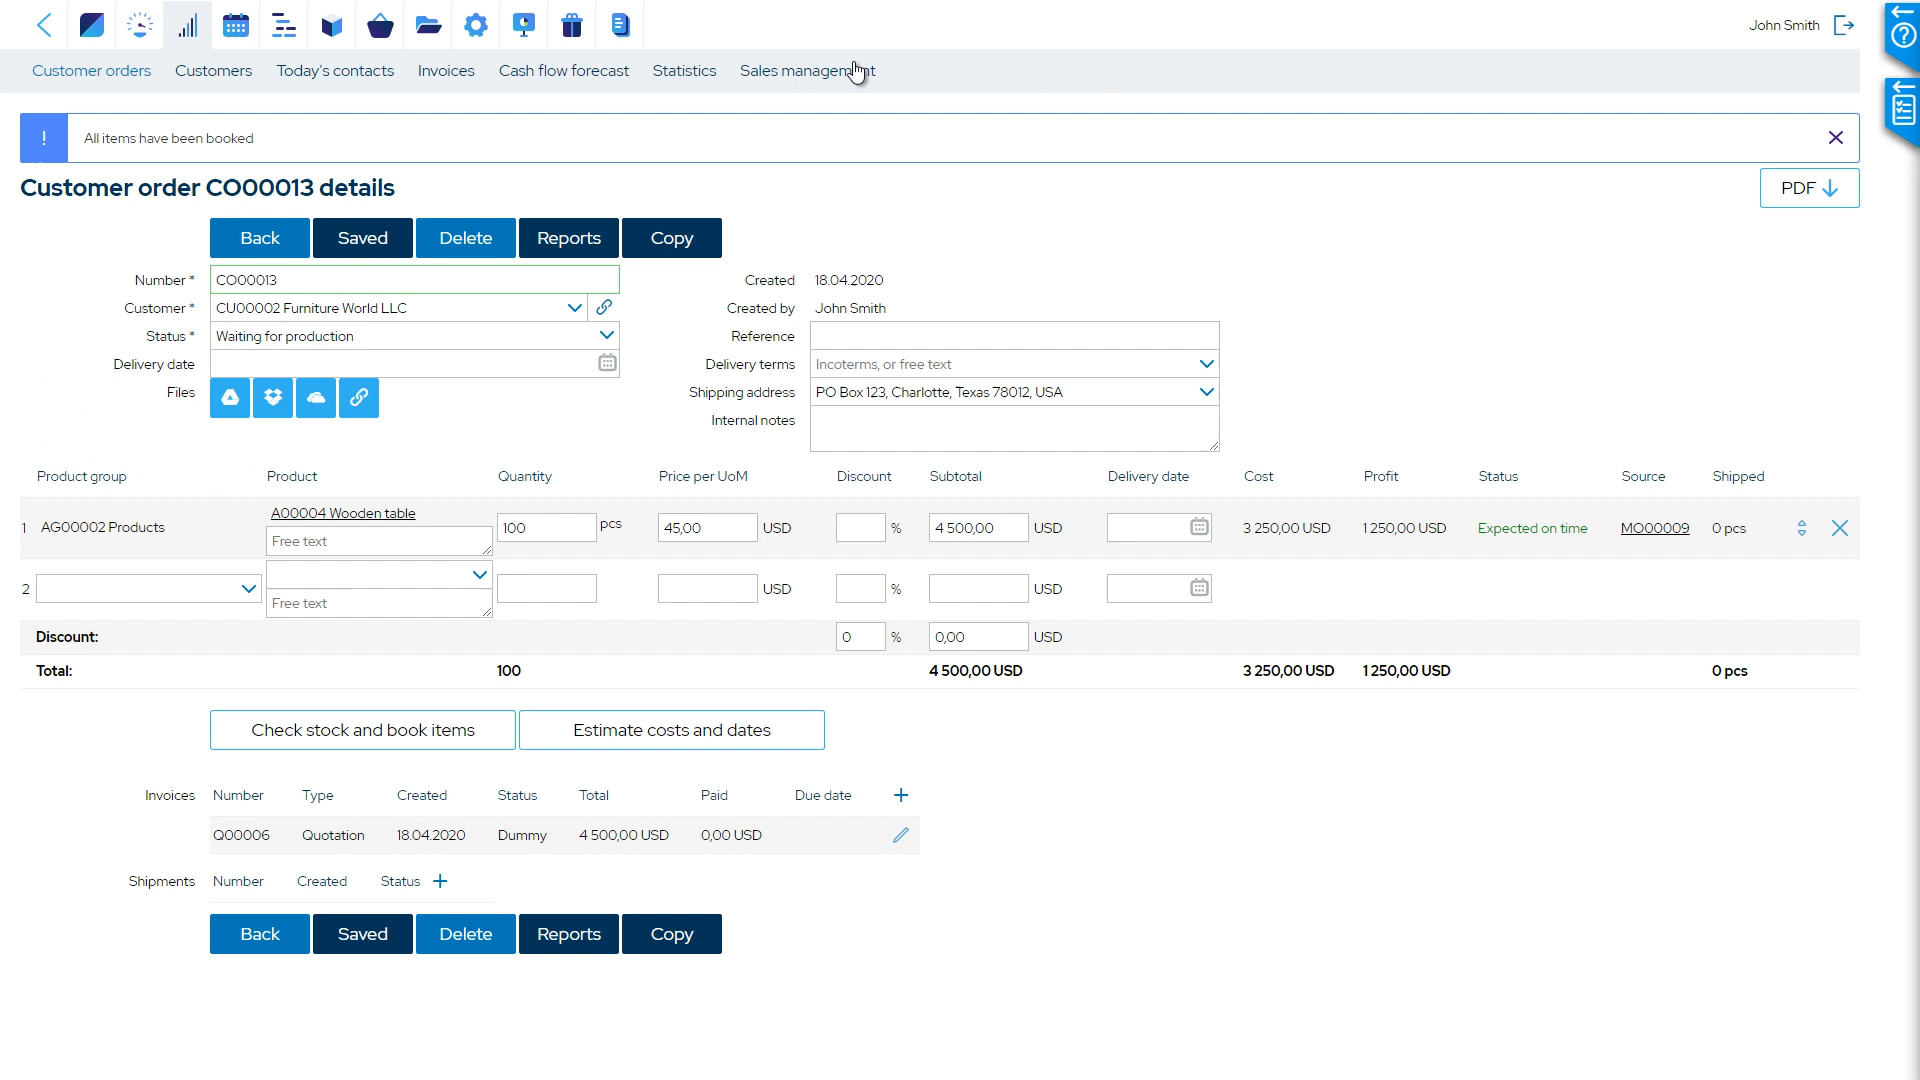 John Smith
Customer orders Customers Today's contacts Invoices Cash flow forecast Statistics Sales management
! All items have been booked
Customer order CO00013 details
PDF
Back Saved Delete Reports Copy
Number * CO00013 Created 18.04.2020
Customer * CU00002 Furniture World LLC Created by John Smith
Status * Waiting for production Reference
Delivery date Delivery terms Incoterms, or free text
Files Shipping address PO Box 123, Charlotte, Texas 78012, USA
Internal notes
Product group Product Quantity Price per UoM Discount Subtotal Delivery date Cost Profit Status Source Shipped
A00004 Wooden table
1 AG00002 Products 100 pcs 45,00 USD % 4 500,00 USD 3 250,00 USD 1 250,00 USD Expected on time MO00009 0 pcs
Free text
2 USD % USD
Free text
Discount: 0 % 0,00 USD
Total: 100 4 500,00 USD 3 250,00 USD 1 250,00 USD 0 pcs
Check stock and book items Estimate costs and dates
Invoices Number Type Created Status Total Paid Due date
Q00006 Quotation 18.04.2020 Dummy 4 500,00 USD 0,00 USD
Shipments Number Created Status
Back Saved Delete Reports Copy